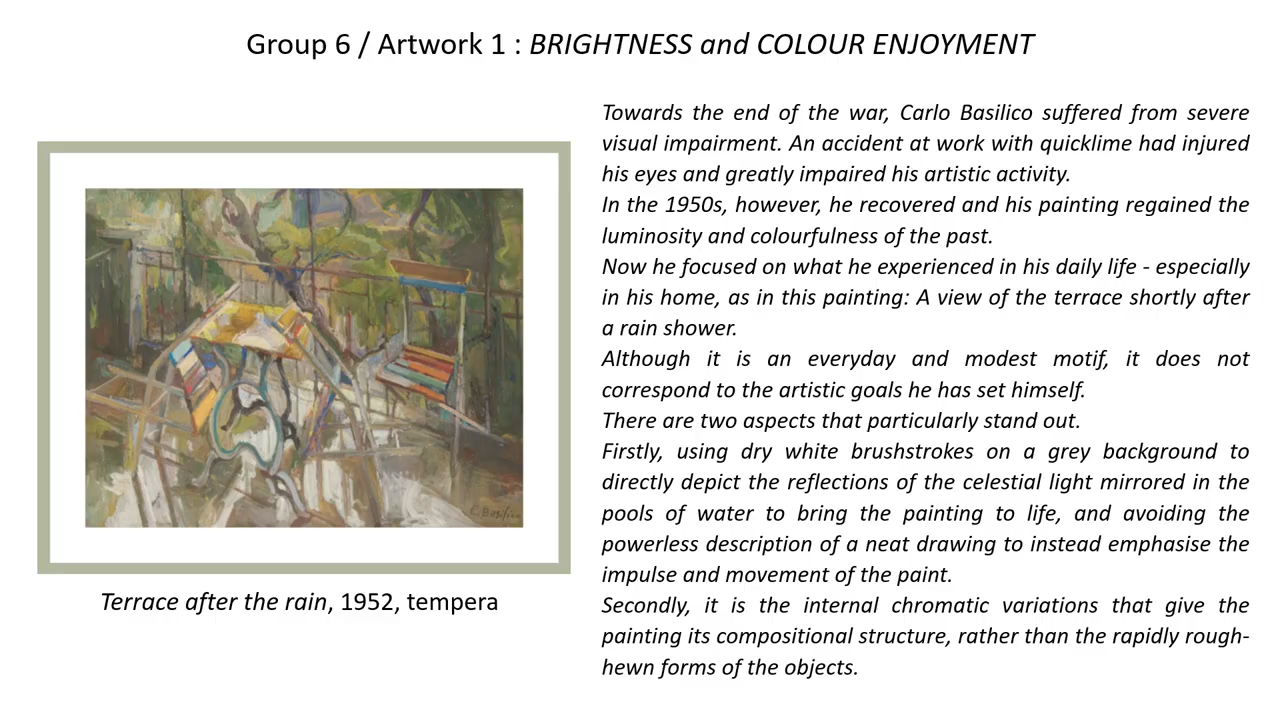 Group 6 / Artwork 1 : BRIGHTNESS and COLOUR ENJOYMENT
Towards the end of the war, Carlo Basilico suffered from severe
visual impairment. An accident at work with quicklime had injured
his eyes and greatly impaired his artistic activity.
In the 1950s, however, he recovered and his painting regained the
luminosity and colourfulness of the past.
Now he focused on what he experienced in his daily life - especially
in his home, as in this painting: A view of the terrace shortly after
a rain shower.
Although it is an everyday and modest motif, it does not
correspond to the artistic goals he has set himself.
There are two aspects that particularly stand out.
Firstly, using dry white brushstrokes on a grey background to
directly depict the reflections of the celestial light mirrored in the
pools of water to bring the painting to life, and avoiding the
powerless description of a neat drawing to instead emphasise the
impulse and movement of the paint.
Secondly, it is the internal chromatic variations that give the
painting its compositional structure, rather than the rapidly rough-
hewn forms of the objects.
C. Basilico
Terrace after the rain, 1952, tempera